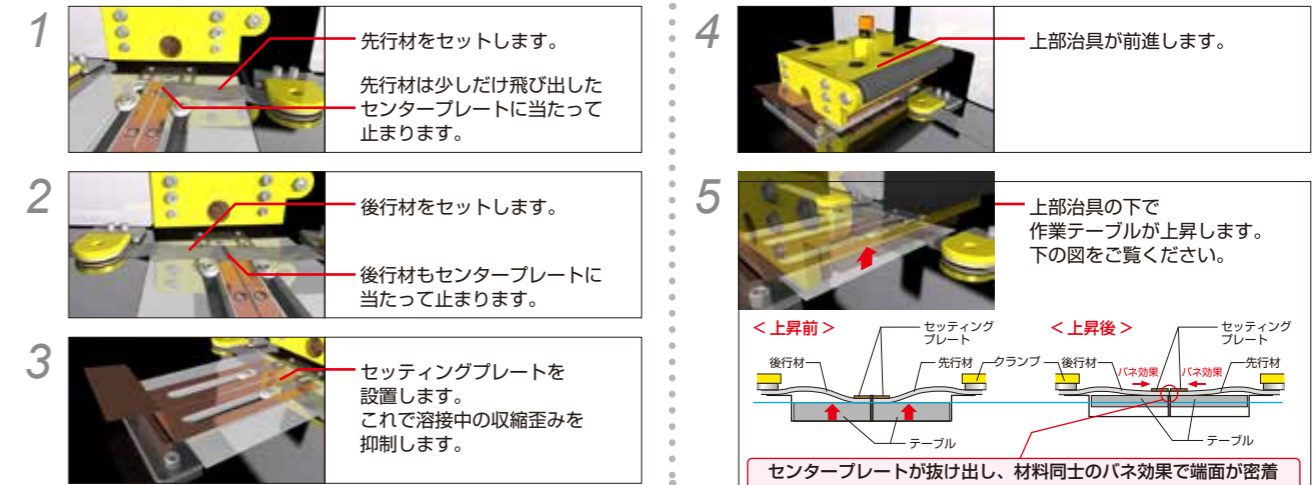 1
先行材をセットします。
先行材は少しだけ飛び出した
センタープレートに当たって
止まります。
2
後行材をセットします。
後行材もセンタープレートに
当たって止まります。
3
セッティングプレートを
設置します。
これで溶接中の収縮歪みを
抑制します。
4
上部治具が前進します。
5
上部治具の下で
作業テーブルが上昇します。
下の図をご覧ください。
＜上昇前＞
セッティング
プレート
後行材
先行材
クランプ
テーブル
＜上昇後＞
セッティング
プレート
後行材
バネ効果
バネ効果
先行材
テーブル
センタープレートが抜け出し、材料同士のバネ効果で端面が密着